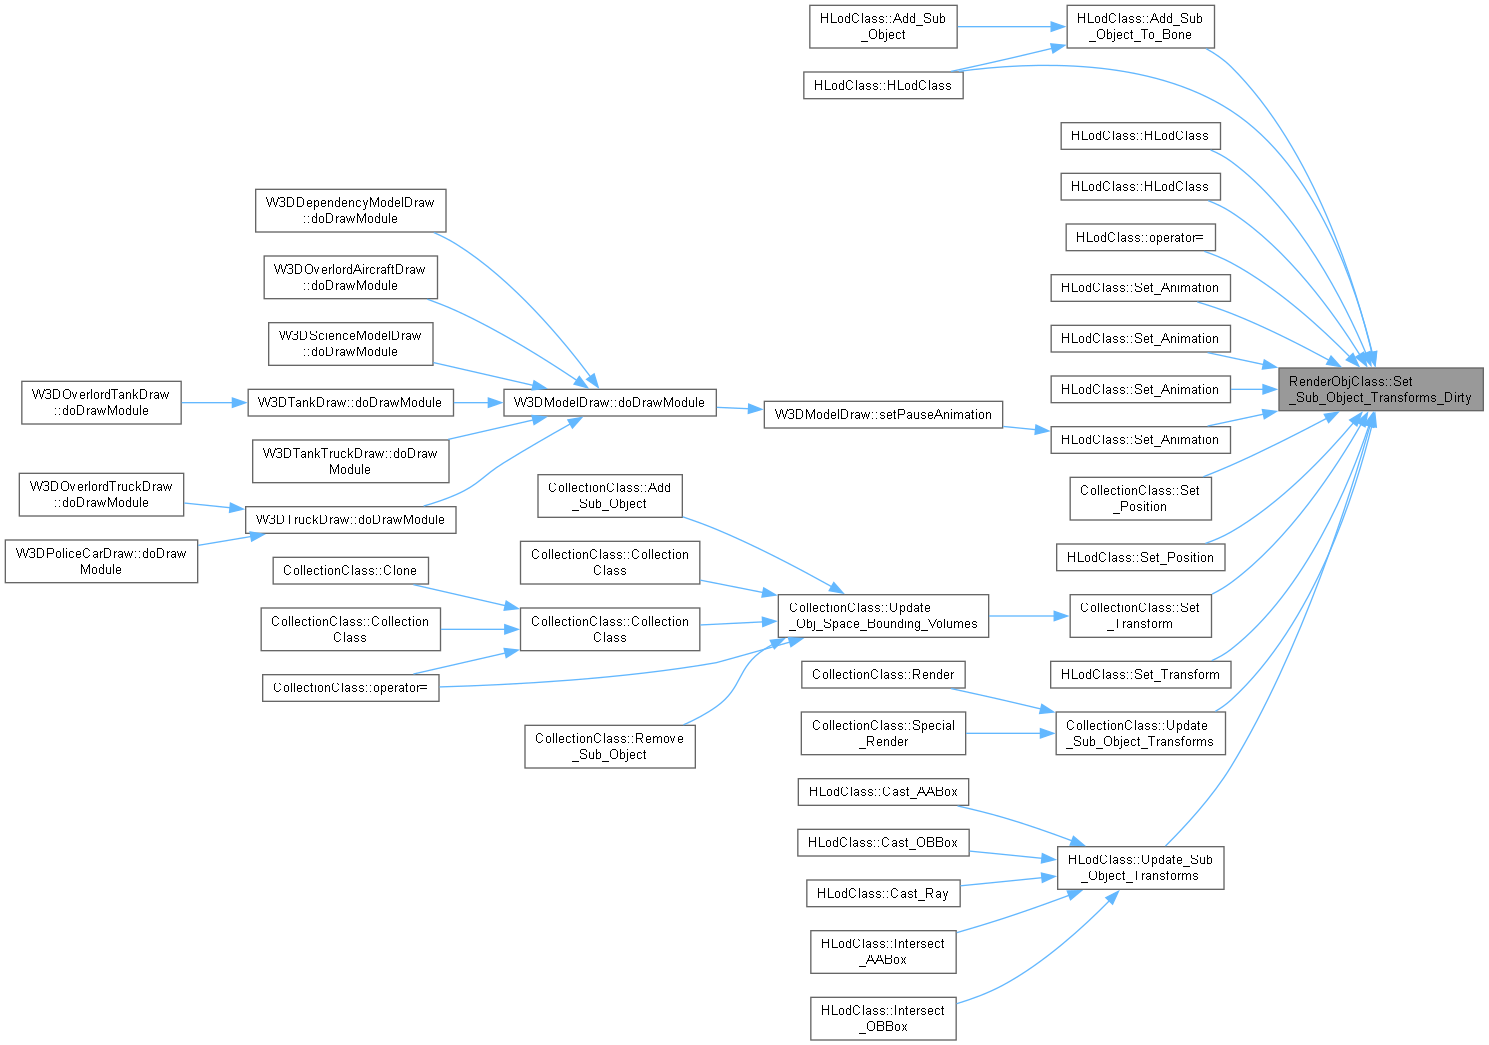 HLodClass::Add_Sub
_Object
HLodClass::Add_Sub
_Object_To_Bone
HLodClass::HLodClass
HLodClass::HLodClass
HLodClass::HLodClass
HLodClass::operator=
HLodClass::Set_Animation
HLodClass::Set_Animation
HLodClass::Set_Animation
HLodClass::Set_Animation
RenderObjClass::Set
_Sub_Object_Transforms_Dirty
W3DDependencyModelDraw
::doDrawModule
W3DOverlordAircraftDraw
::doDrawModule
W3DScienceModelDraw
::doDrawModule
W3DOverlordTankDraw
::doDrawModule
W3DTankDraw::doDrawModule
W3DModelDraw::doDrawModule
W3DModelDraw::setPauseAnimation
W3DTankTruckDraw::doDraw
Module
W3DOverlordTruckDraw
::doDrawModule
W3DTruckDraw::doDrawModule
W3DPoliceCarDraw::doDraw
Module
CollectionClass::Set
_Position
HLodClass::Set_Position
CollectionClass::Add
_Sub_Object
CollectionClass::Collection
Class
CollectionClass::Clone
CollectionClass::Collection
Class
CollectionClass::Collection
Class
CollectionClass::operator=
CollectionClass::Update
_Obj_Space_Bounding_Volumes
CollectionClass::Set
_Transform
CollectionClass::Remove
_Sub_Object
HLodClass::Set_Transform
CollectionClass::Render
CollectionClass::Special
_Render
CollectionClass::Update
_Sub_Object_Transforms
HLodClass::Cast_AABox
HLodClass::Cast_OBBox
HLodClass::Cast_Ray
HLodClass::Intersect
_AABox
HLodClass::Intersect
_OBBox
HLodClass::Update_Sub
_Object_Transforms